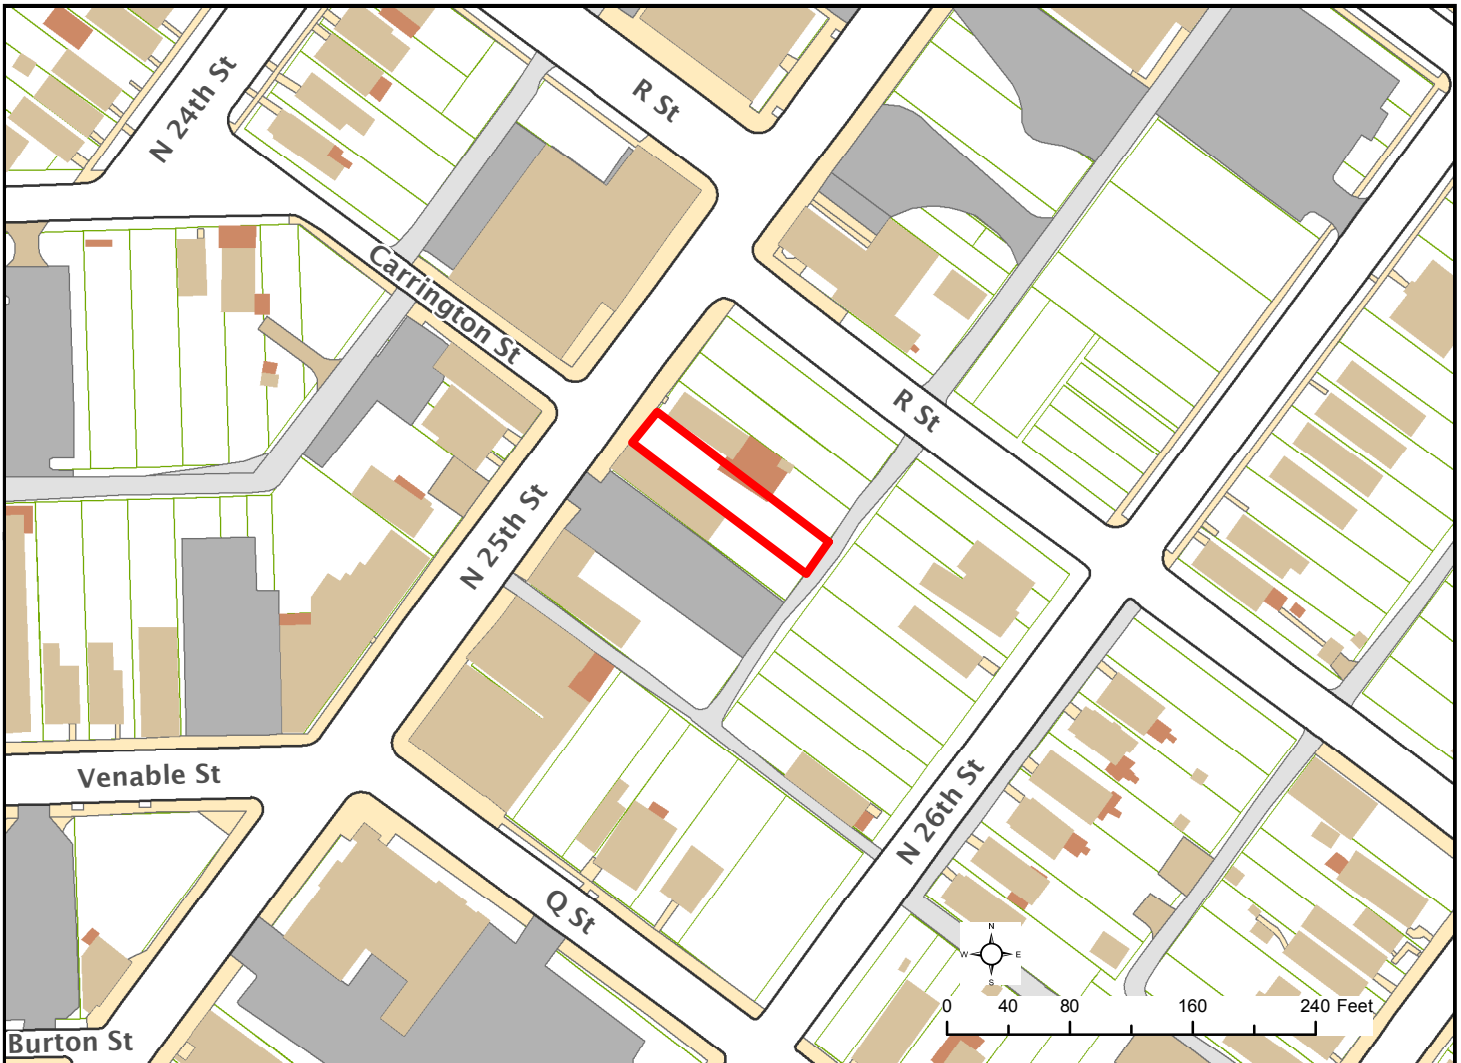 N 24th St
R St
Carrington St
R St
N 25th St
Venable St
N 26th St
Q St
N
W E
S
0 40 80 160 240 Feet
Burton St